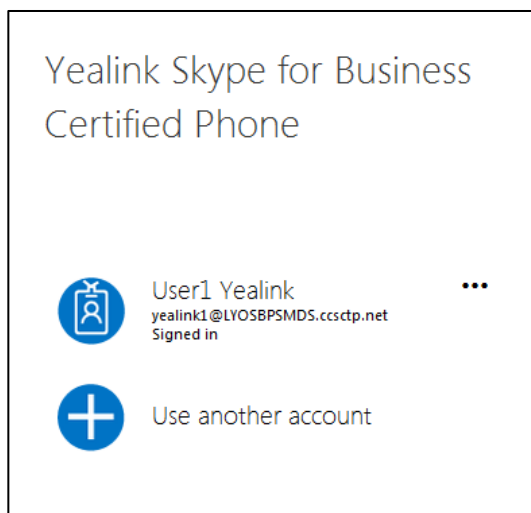 Yealink Skype for Business
Certified Phone
User1 Yealink
yealink1@LYOSBPSMDS.ccsctp.net
Signed in
Use another account